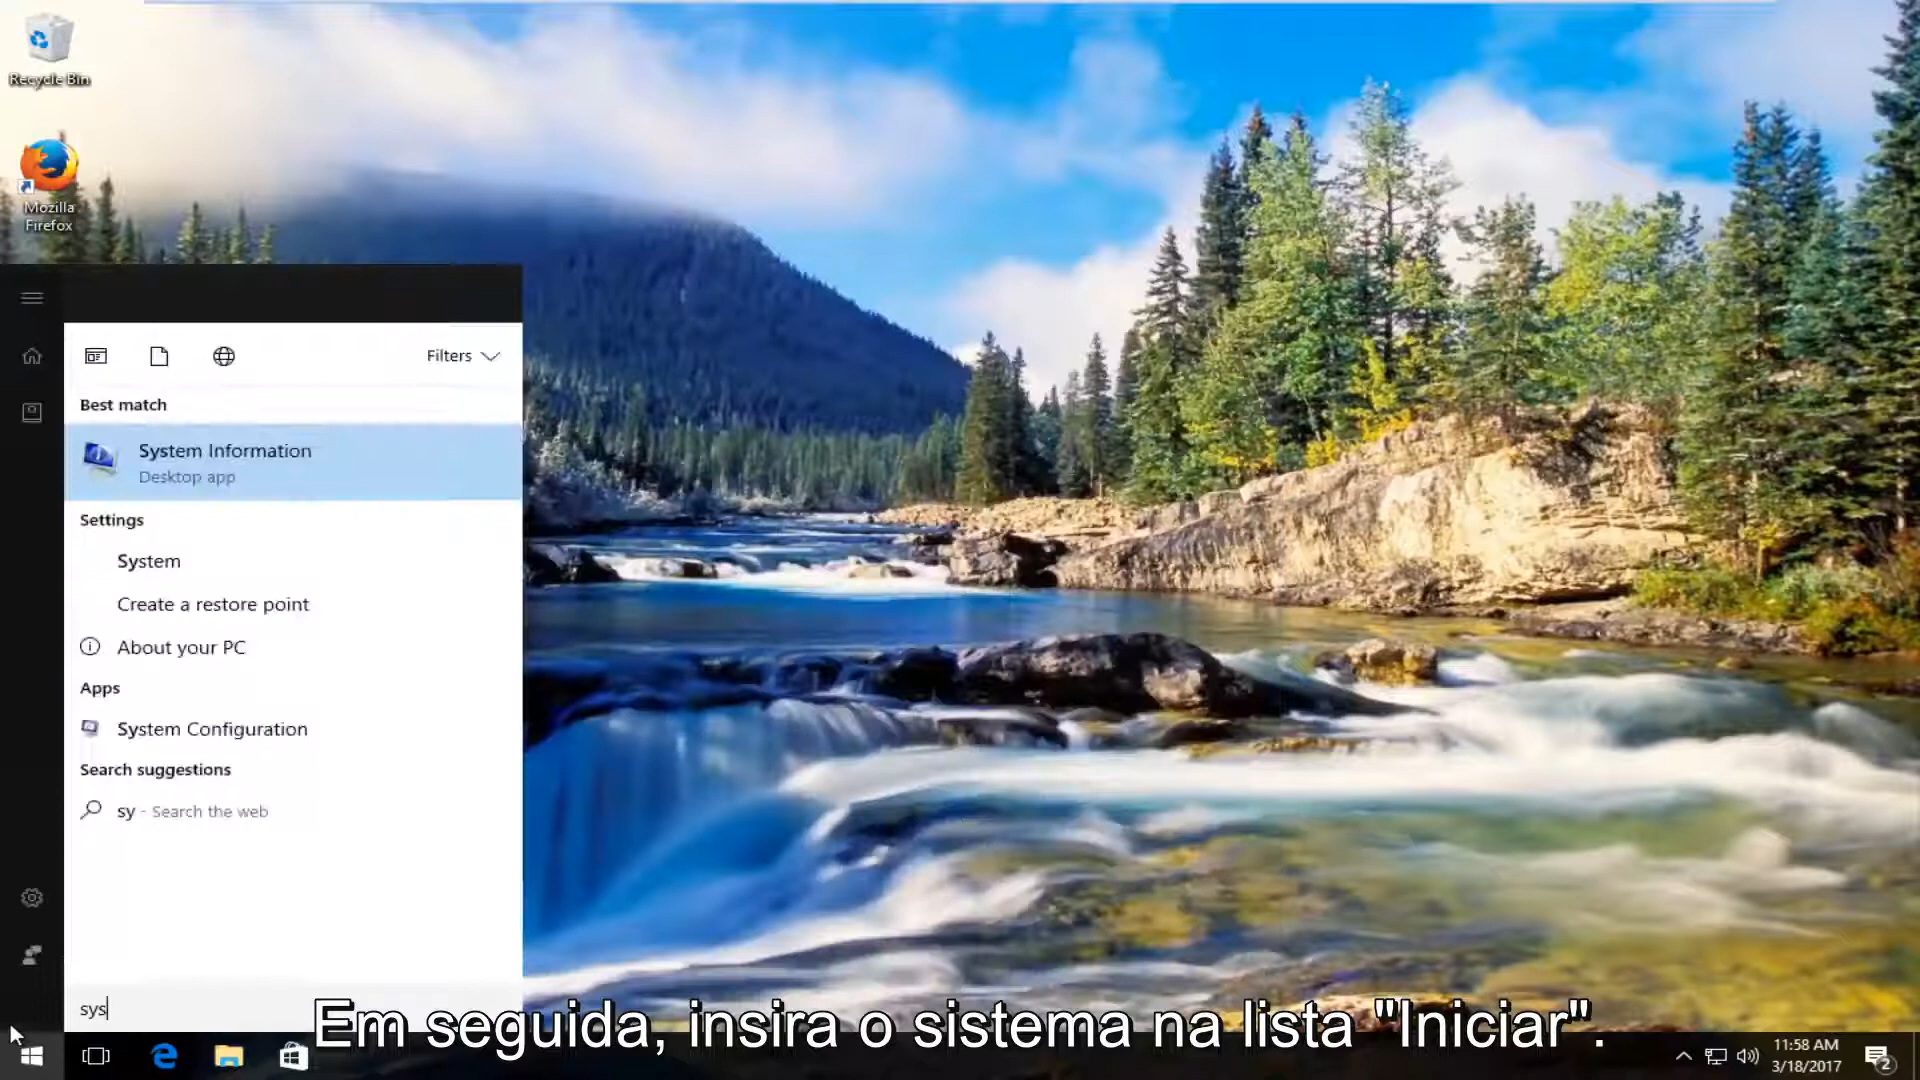 Recycle Bin
Mozilla
Firefox
Filters
Best match
System Information
Desktop app
Settings
System
Create a restore point
About your PC
Apps
System Configuration
Search suggestions
sy - Search the web
sys
Em seguida, insira o sistema na lista "Iniciar".
11:58 AM
3/18/2017
2